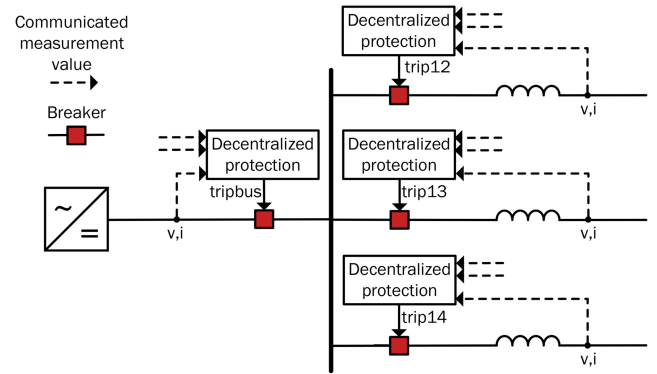 Communicated
measurement
value
Breaker
Decentralized
protection
tripbus
v,i
~
=
Decentralized
protection
trip12
v,i
Decentralized
protection
trip13
v,i
Decentralized
protection
trip14
v,i